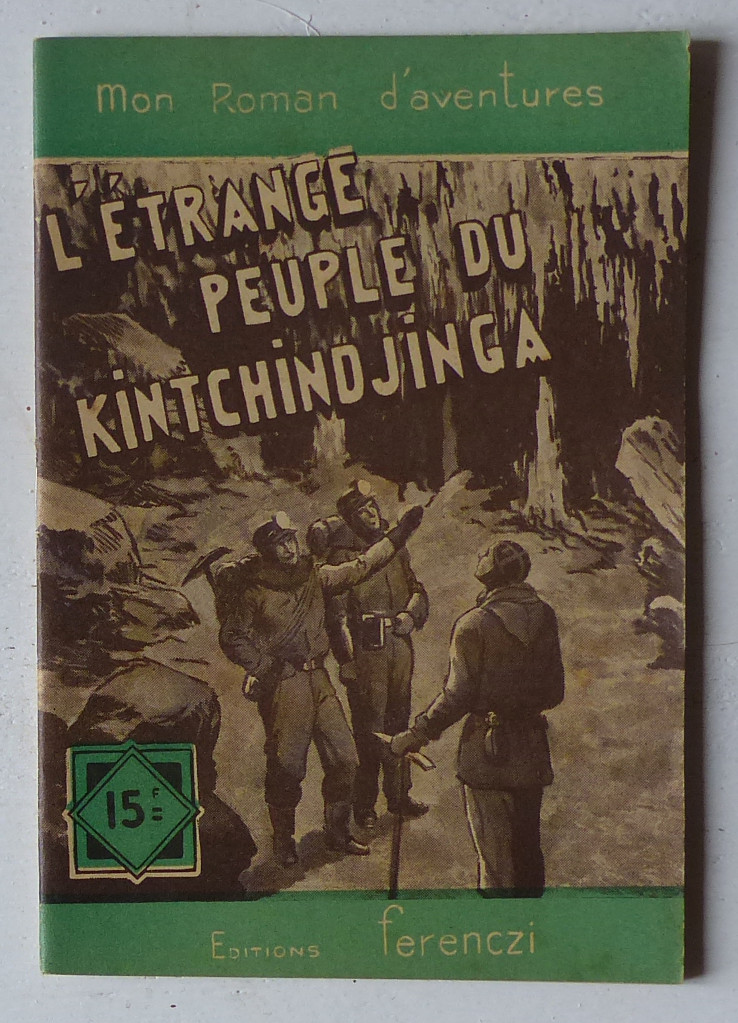 Mon Roman d'aventures
L'ÉTRANGE
PEUPLE DU
KiNTCHiNDJiNGA
15F
EDITIONS ferenczi